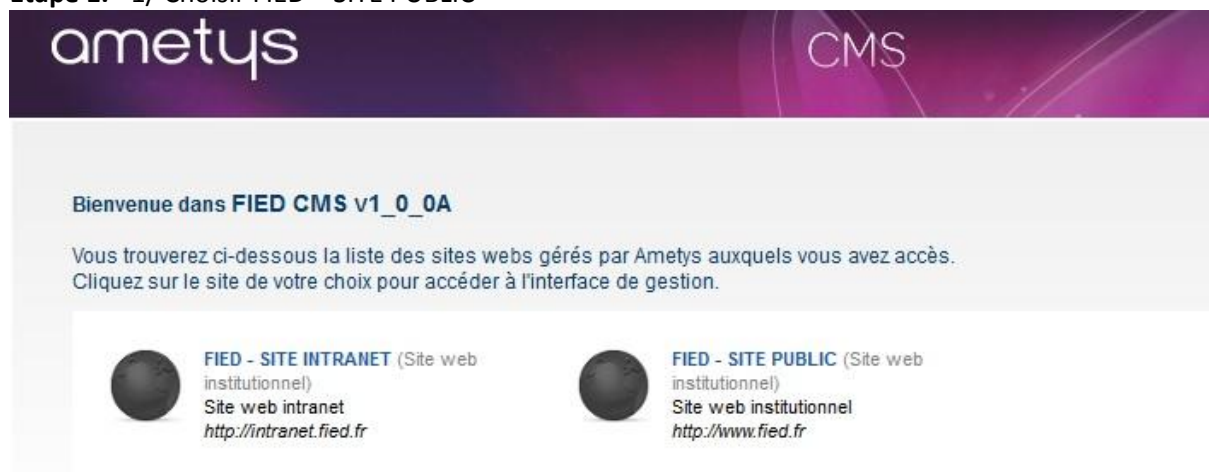 ametys
CMS
Bienvenue dans FIED CMS v1_0_0A
Vous trouverez ci-dessous la liste des sites webs gérés par Ametys auxquels vous avez accès.
Cliquez sur le site de votre choix pour accéder à l'interface de gestion.
FIED - SITE INTRANET (Site web
institutionnel)
Site web intranet
http://intranet.fied.fr
FIED - SITE PUBLIC (Site web
institutionnel)
Site web institutionnel
http://www.fied.fr